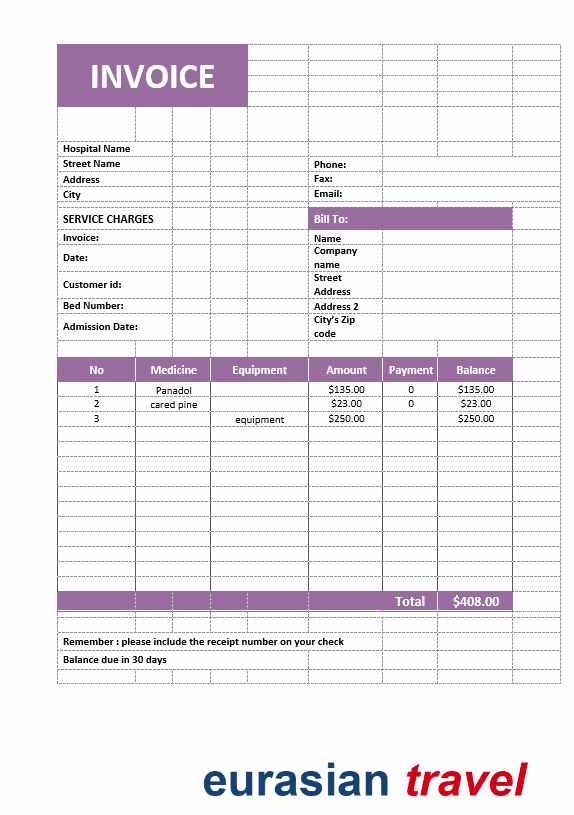 INVOICE
Hospital Name
Street Name
Phone:
Address
Fax:
City
Email:
SERVICE CHARGES
Bill To:
Invoice:
Name
Date:
Company
name
Customer id:
Street
Address
Bed Number:
Address 2
Admission Date:
City's Zip
code
No Medicine Equipment Amount Payment Balance
1 Panadol $135.00 0 $135.00
2 cared pine $23.00 0 $23.00
3 equipment $250.00 $250.00
Total $408.00
Remember : please include the receipt number on your check
Balance due in 30 days
eurasian travel